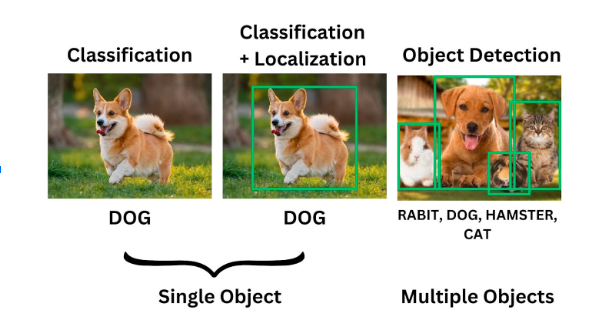 Classification
Classification
+ Localization
Object Detection
DOG
DOG
RABIT, DOG, HAMSTER,
CAT
Single Object
Multiple Objects